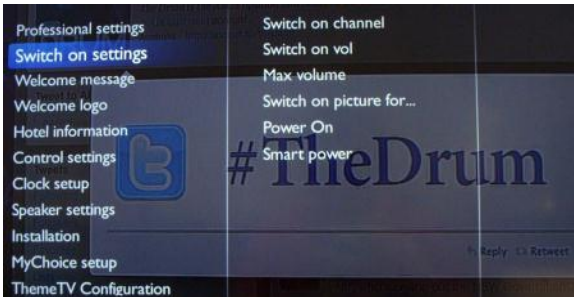 Professional settings
Switch on settings
Welcome message
Welcome logo
Hotel information
Control settings
Clock setup
Speaker settings
Installation
MyChoice setup
ThemeTV Configuration
Switch on channel
Switch on vol
Max volume
Switch on picture for...
Power On
Smart power
#TheDrum
Reply Retweet